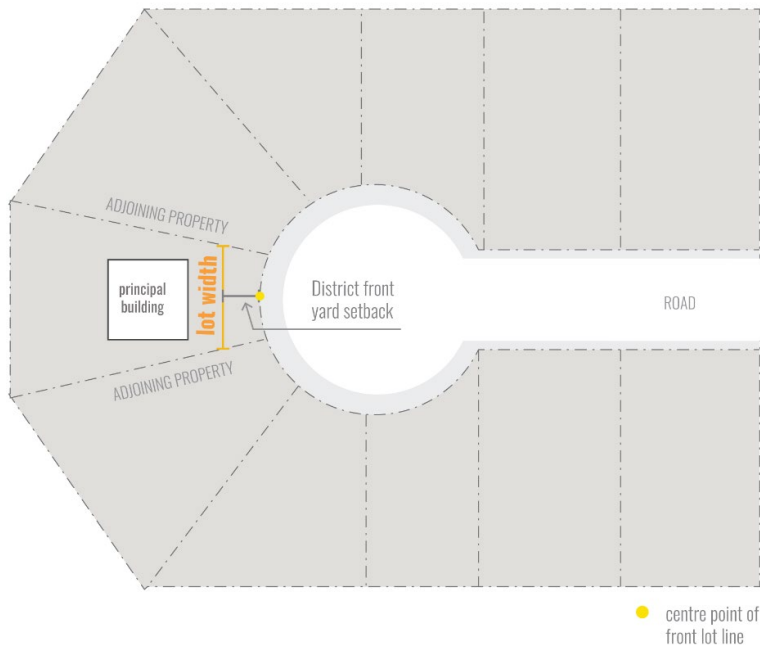 ADJOINING PROPERTY
principal
building
lot width
District front
yard setback
ROAD
ADJOINING PROPERTY
centre point of
front lot line